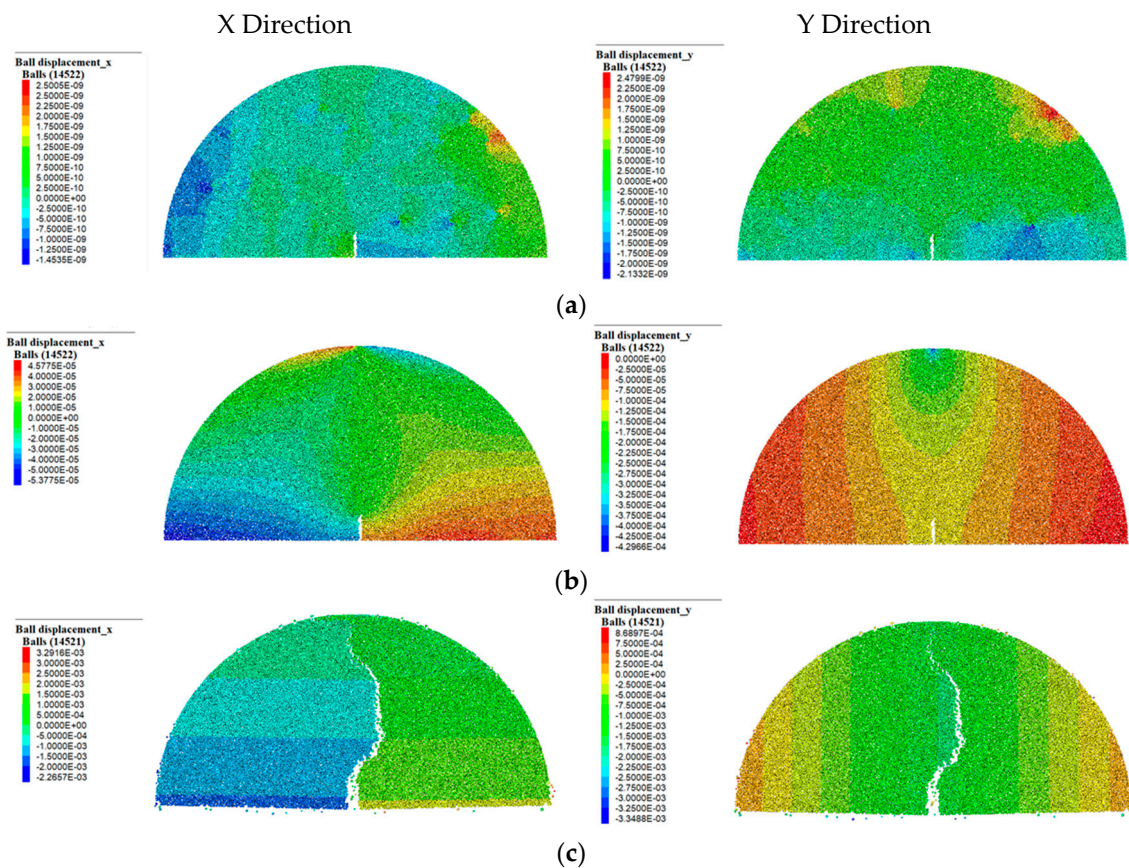 X Direction
Y Direction
Ball displacement_x
Balls (14522)
2.5005E-09
2.2500E-09
2.0000E-09
1.7500E-09
1.5000E-09
1.2500E-09
1.0000E-09
7.5000E-10
5.0000E-10
2.5000E-10
0.0000E+00
-2.5000E-10
-5.0000E-10
-7.5000E-10
-1.0000E-09
-1.2500E-09
-1.4535E-09
Ball displacement_y
Balls (14522)
2.4799E-09
2.2500E-09
2.0000E-09
1.7500E-09
1.5000E-09
1.2500E-09
1.0000E-09
7.5000E-10
5.0000E-10
2.5000E-10
0.0000E+00
-2.5000E-10
-5.0000E-10
-7.5000E-10
-1.0000E-09
-1.2500E-09
-1.5000E-09
-1.7500E-09
-2.0000E-09
-2.1332E-09
(a)
Ball displacement_x
Balls (14522)
4.5775E-05
4.0000E-05
3.0000E-05
2.0000E-05
1.0000E-05
0.0000E+00
-1.0000E-05
-2.0000E-05
-3.0000E-05
-4.0000E-05
-5.0000E-05
-5.3775E-05
Ball displacement_y
Balls (14522)
0.0000E+00
-2.5000E-05
-5.0000E-05
-7.5000E-05
-1.0000E-04
-1.2500E-04
-1.5000E-04
-1.7500E-04
-2.0000E-04
-2.2500E-04
-2.5000E-04
-2.7500E-04
-3.0000E-04
-3.2500E-04
-3.5000E-04
-3.7500E-04
-4.0000E-04
-4.2500E-04
-4.2966E-04
(b)
Ball displacement_x
Balls (14521)
3.2916E-03
3.0000E-03
2.5000E-03
2.0000E-03
1.5000E-03
1.0000E-03
5.0000E-04
0.0000E+00
-5.0000E-04
-1.0000E-03
-1.5000E-03
-2.0000E-03
-2.2657E-03
Ball displacement_y
Balls (14521)
8.6897E-04
7.5000E-04
5.0000E-04
2.5000E-04
0.0000E+00
-2.5000E-04
-5.0000E-04
-7.5000E-04
-1.0000E-03
-1.2500E-03
-1.5000E-03
-1.7500E-03
-2.0000E-03
-2.2500E-03
-2.5000E-03
-2.7500E-03
-3.0000E-03
-3.2500E-03
-3.3488E-03
(c)